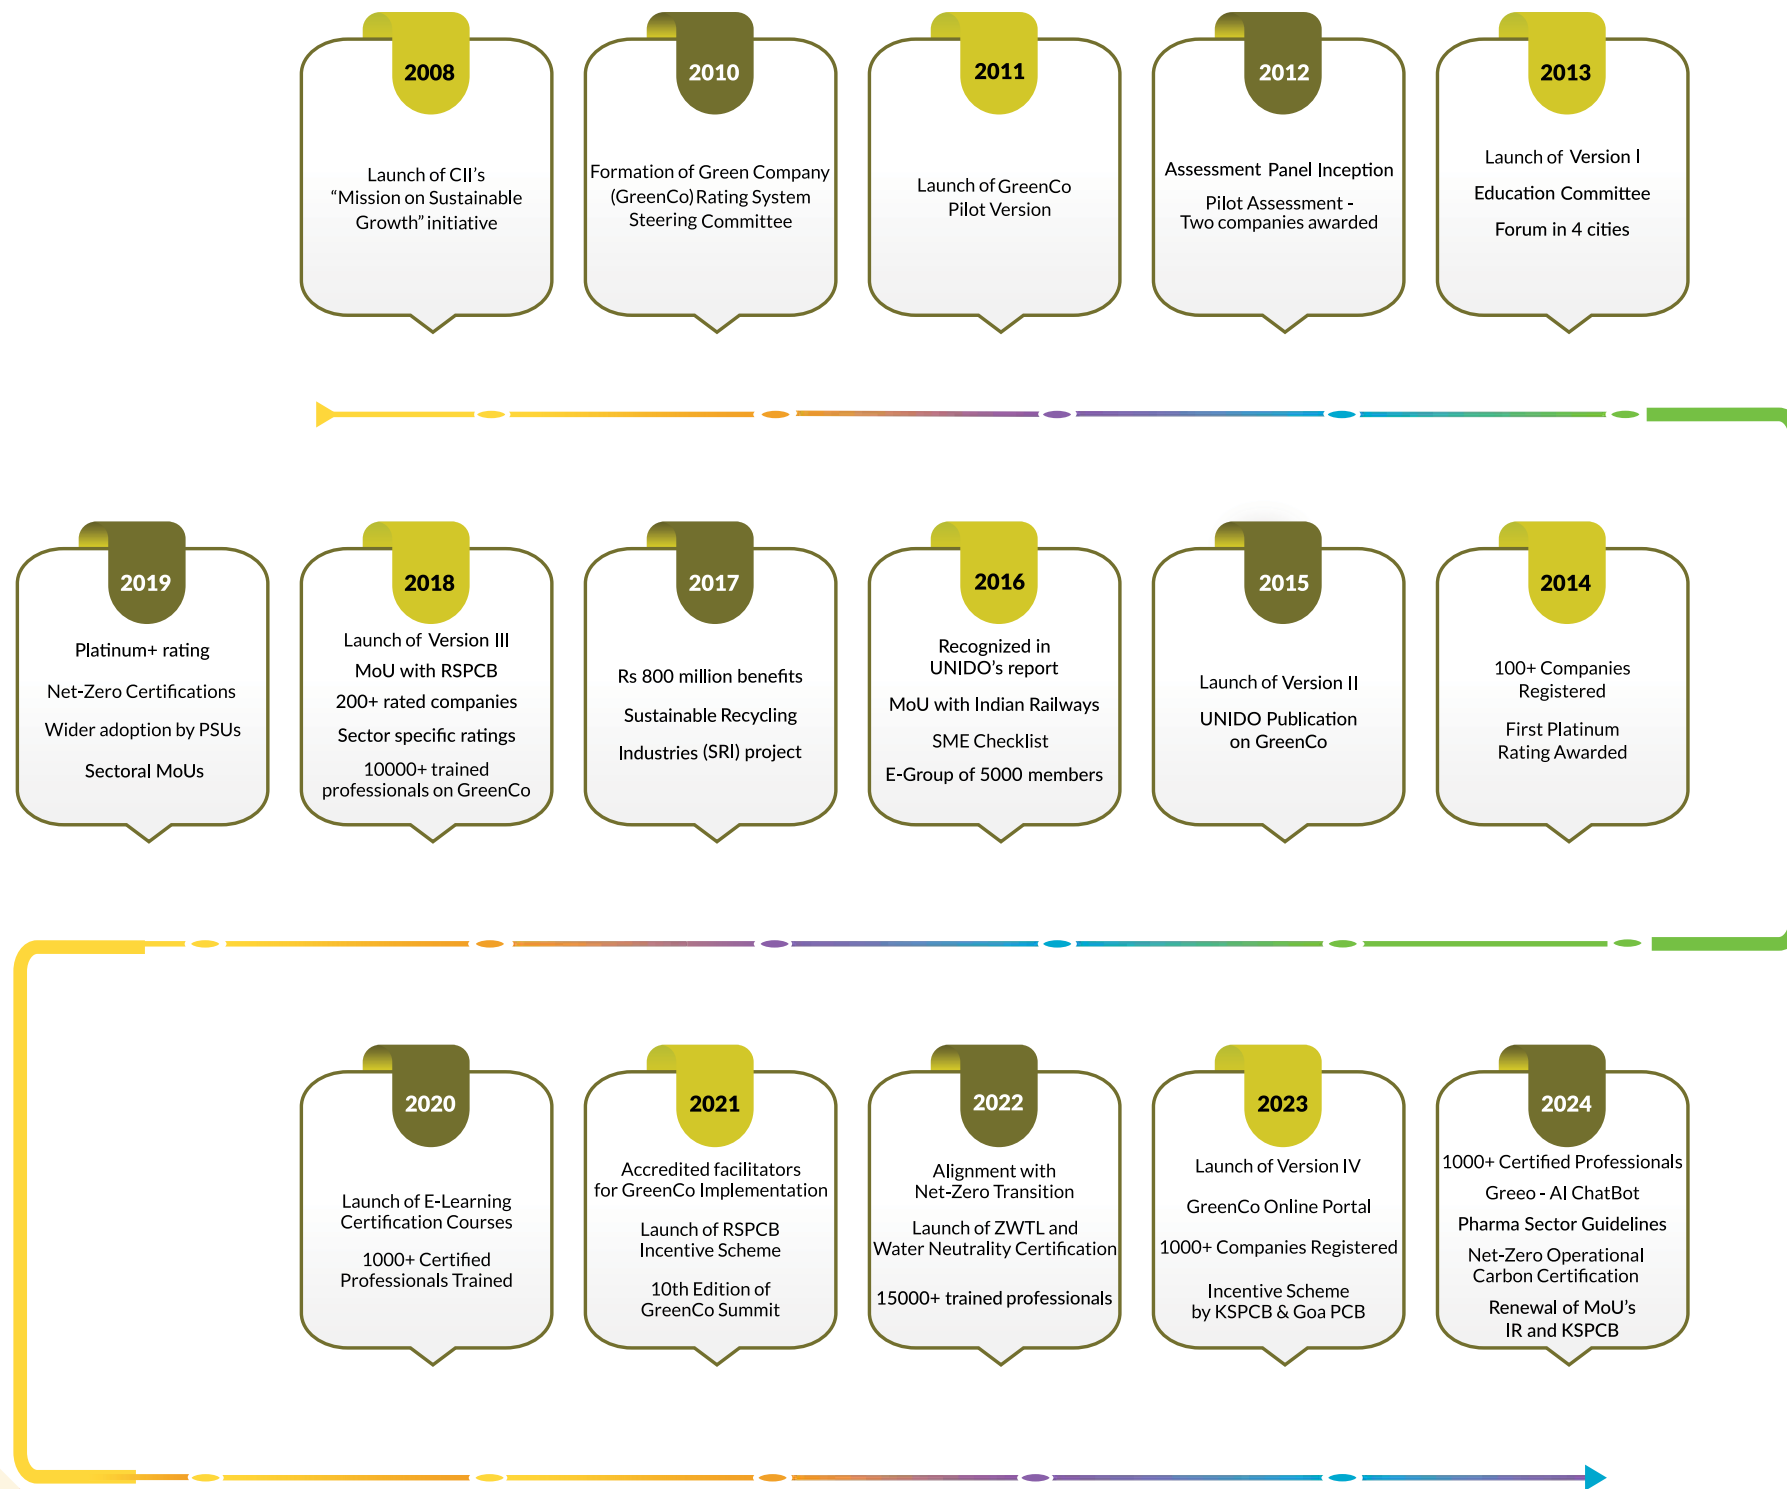 2008
Launch of CII's
“Mission on Sustainable
Growth” initiative
2010
Formation of Green Company
(GreenCo) Rating System
Steering Committee
2011
Launch of GreenCo
Pilot Version
2012
Assessment Panel Inception
Pilot Assessment -
Two companies awarded
2013
Launch of Version I
Education Committee
Forum in 4 cities
2014
100+ Companies
Registered
First Platinum
Rating Awarded
2015
Launch of Version II
UNIDO Publication
on GreenCo
2016
Recognized in
UNIDO's report
MoU with Indian Railways
SME Checklist
E-Group of 5000 members
2017
Rs 800 million benefits
Sustainable Recycling
Industries (SRI) project
2018
Launch of Version III
MoU with RSPCB
200+ rated companies
Sector specific ratings
10000+ trained
professionals on GreenCo
2019
Platinum+ rating
Net-Zero Certifications
Wider adoption by PSUs
Sectoral MoUs
2020
Launch of E-Learning
Certification Courses
1000+ Certified
Professionals Trained
2021
Accredited facilitators
for GreenCo Implementation
Launch of RSPCB
Incentive Scheme
10th Edition of
GreenCo Summit
2022
Alignment with
Net-Zero Transition
Launch of ZWTL and
Water Neutrality Certification
15000+ trained professionals
2023
Launch of Version IV
GreenCo Online Portal
1000+ Companies Registered
Incentive Scheme
by KSPCB & Goa PCB
2024
1000+ Certified Professionals
Greeo - AI ChatBot
Pharma Sector Guidelines
Net-Zero Operational
Carbon Certification
Renewal of MoU's
IR and KSPCB